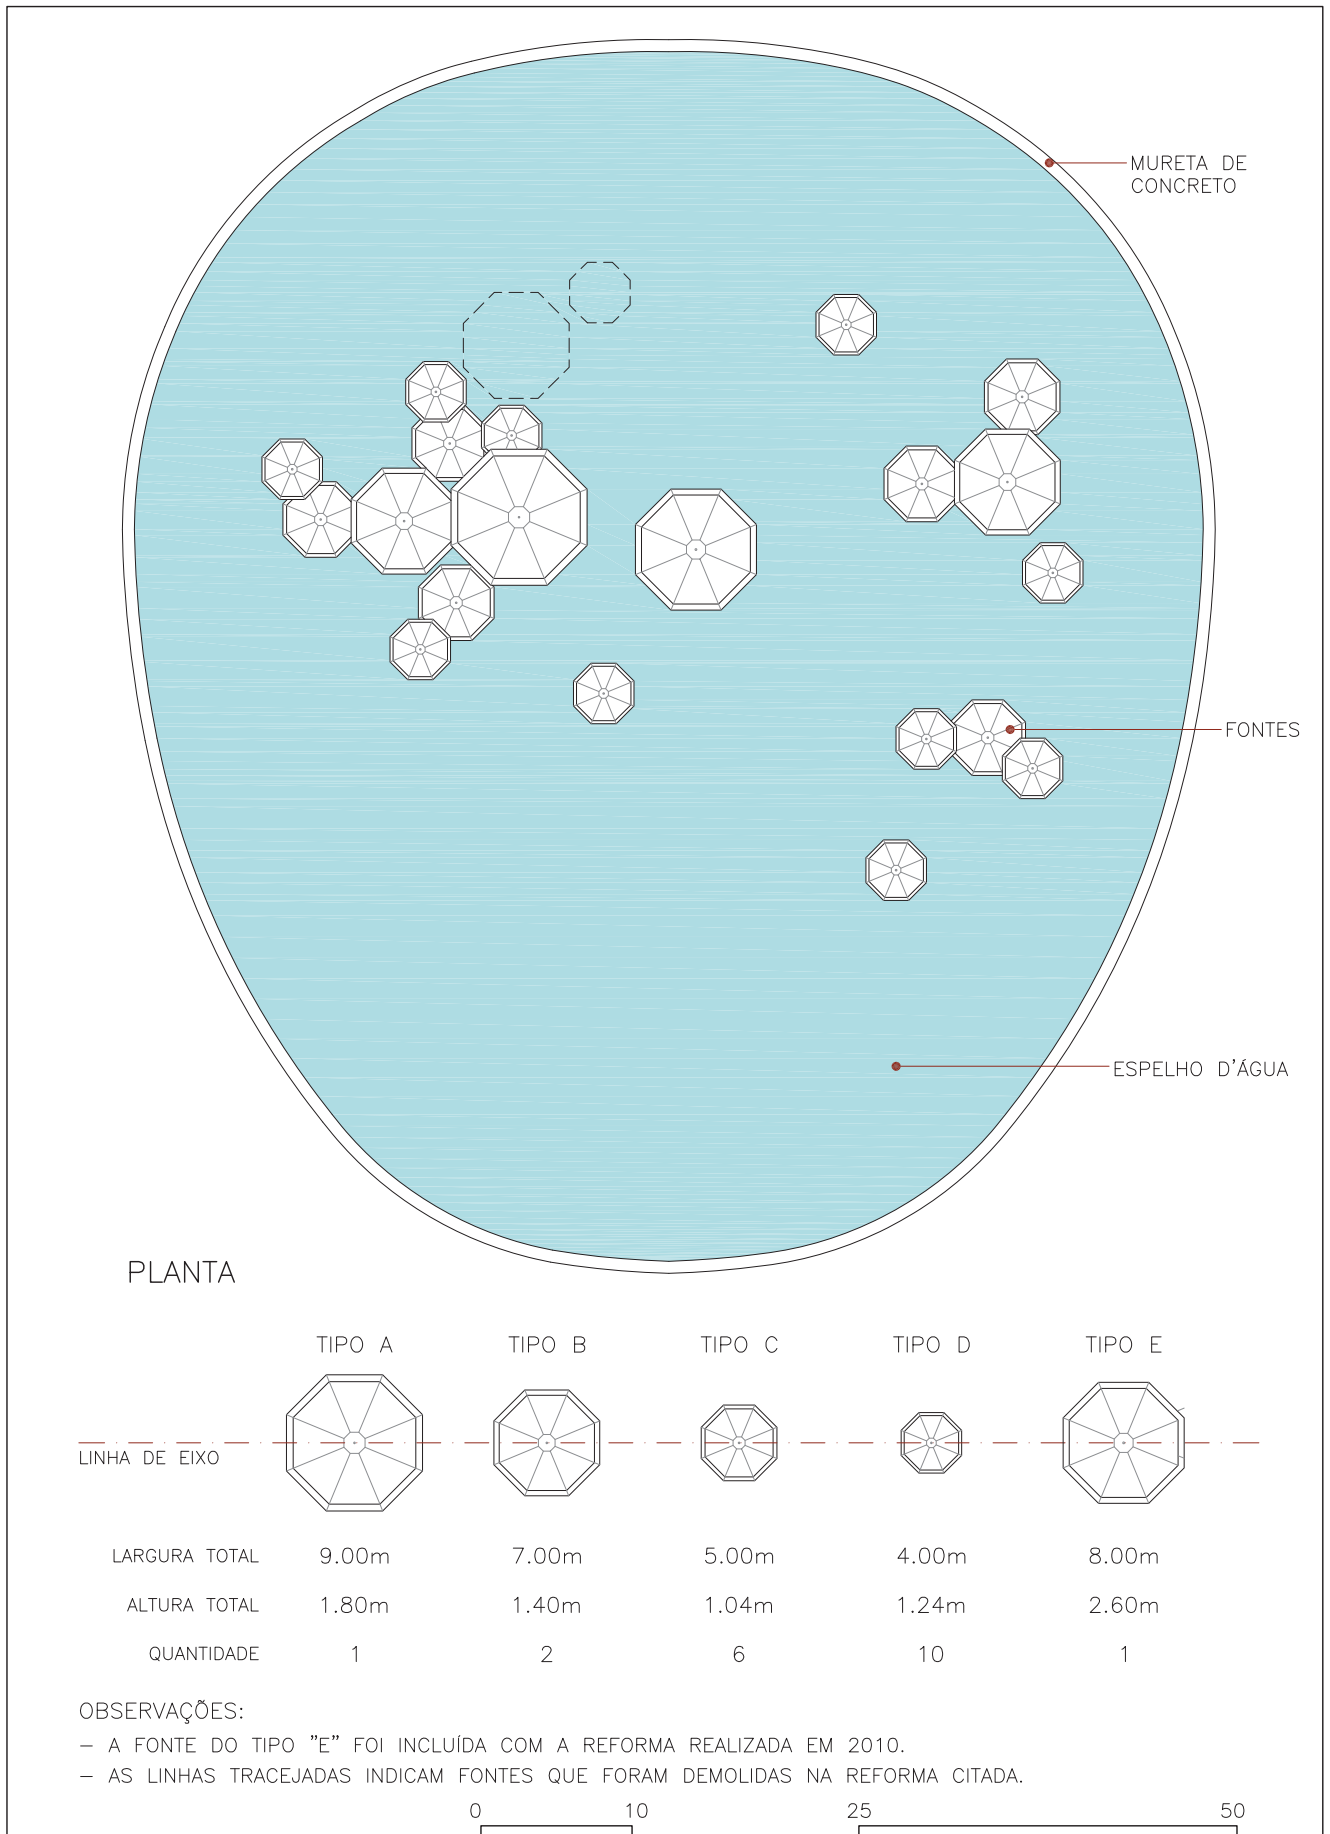 MURETA DE
CONCRETO
FONTES
ESPELHO D'ÁGUA
PLANTA
TIPO A TIPO B TIPO C TIPO D TIPO E
LINHA DE EIXO
LARGURA TOTAL 9.00m 7.00m 5.00m 4.00m 8.00m
ALTURA TOTAL 1.80m 1.40m 1.04m 1.24m 2.60m
QUANTIDADE 1 2 6 10 1
OBSERVAÇÕES:
– A FONTE DO TIPO "E" FOI INCLUÍDA COM A REFORMA REALIZADA EM 2010.
– AS LINHAS TRACEJADAS INDICAM FONTES QUE FORAM DEMOLIDAS NA REFORMA CITADA.
0 10 25 50